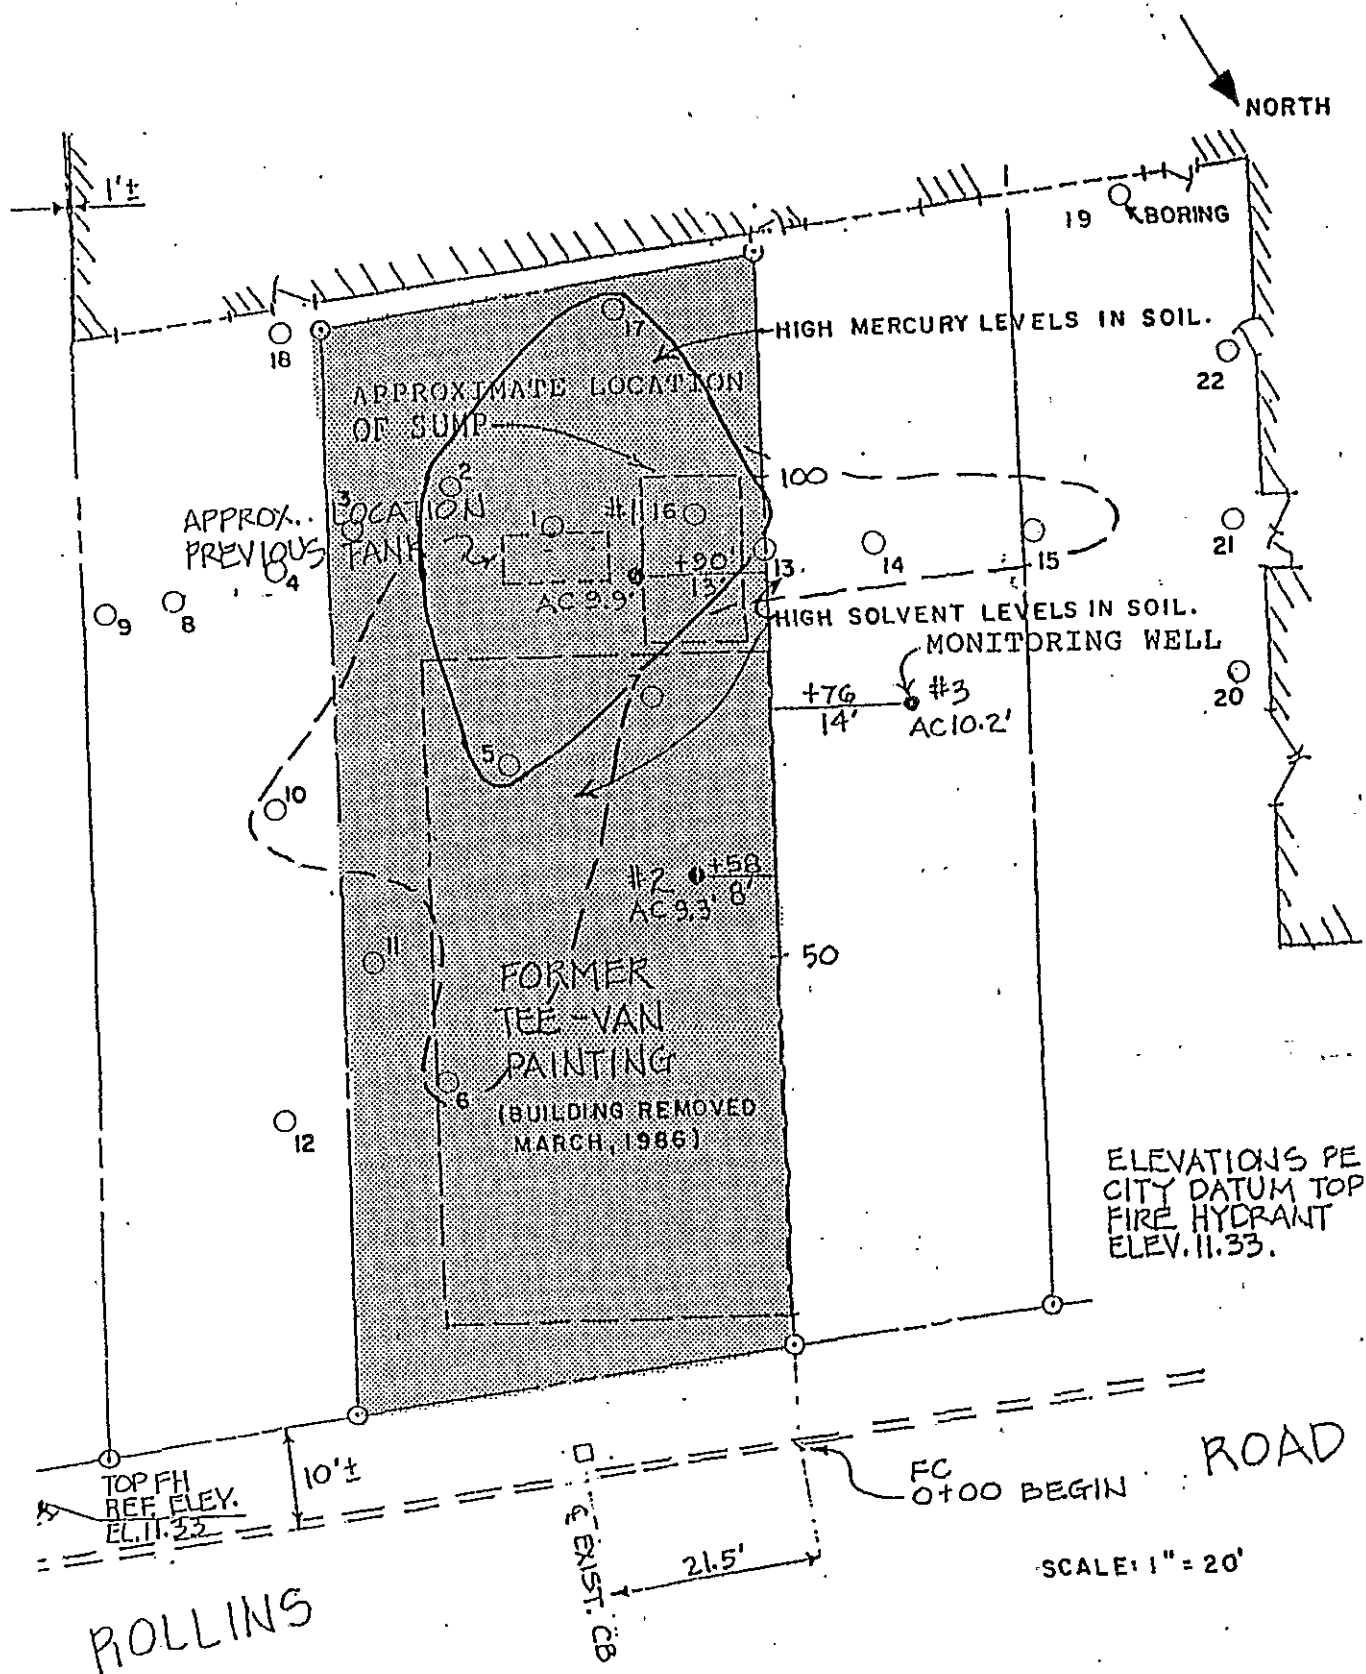 NORTH
1'±
19
BORING
17
HIGH MERCURY LEVELS IN SOIL.
18
22
APPROXIMATE LOCATION
OF SUMP
100
2
3
APPROX.. LOCATION
PREVIOUS TANK
1
#1
16
4
+90'
13'
13
14
15
21
AC 9.9'
9
8
HIGH SOLVENT LEVELS IN SOIL.
MONITORING WELL
7
+76
14'
#3
AC10.2'
20
5
10
#2
+58
8'
AC 9.3'
11
50
FORMER
TEE-VAN
PAINTING
6
(BUILDING REMOVED
MARCH, 1986)
12
ELEVATIONS PE
CITY DATUM TOP
FIRE HYDRANT
ELEV. 11.33.
TOP FH
REF. ELEY.
EL.11.33
10'±
FC
0+00 BEGIN
ROAD
℄ EXIST. CB
21.5'
SCALE: 1" = 20'
ROLLINS